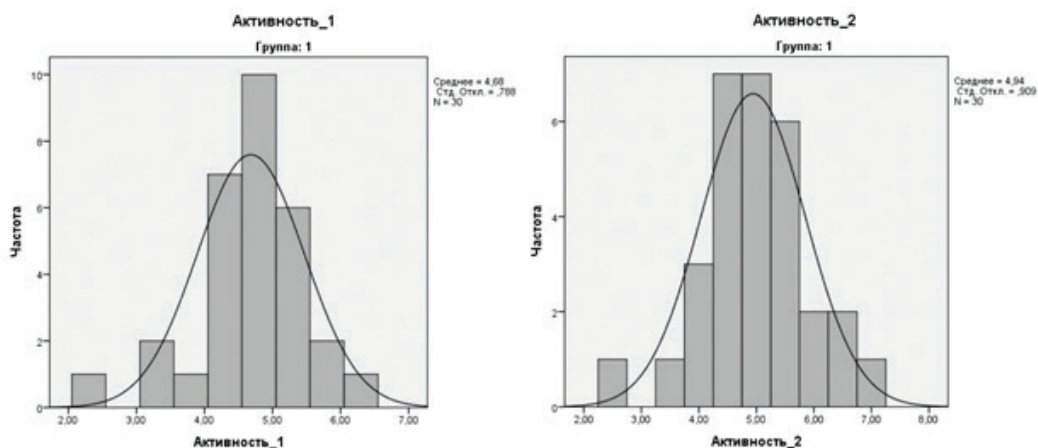 Активность_1
Группа: 1
Среднее = 4,68
Стд. Откл. = ,788
N = 30
Частота
10
8
6
4
2
0
2,00 3,00 4,00 5,00 6,00 7,00
Активность_1
Активность_2
Группа: 1
Среднее = 4,94
Стд. Откл. = ,909
N = 30
Частота
6
4
2
0
2,00 3,00 4,00 5,00 6,00 7,00 8,00
Активность_2